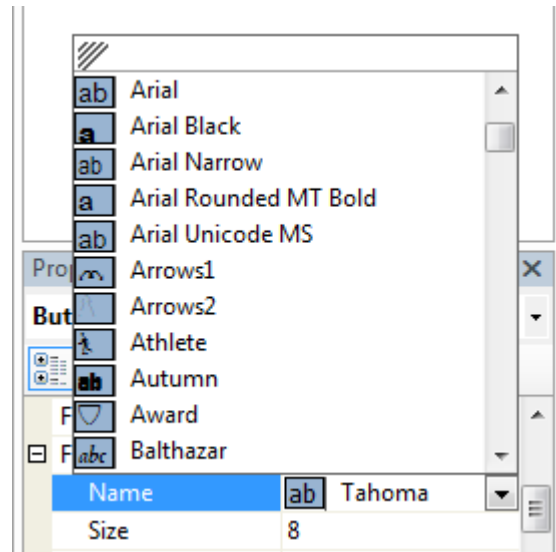 ab Arial
a Arial Black
ab Arial Narrow
a Arial Rounded MT Bold
ab Arial Unicode MS
Arrows1
Arrows2
Athlete
ab Autumn
Award
abc Balthazar
Prop
But
F
F
Name ab Tahoma
Size 8